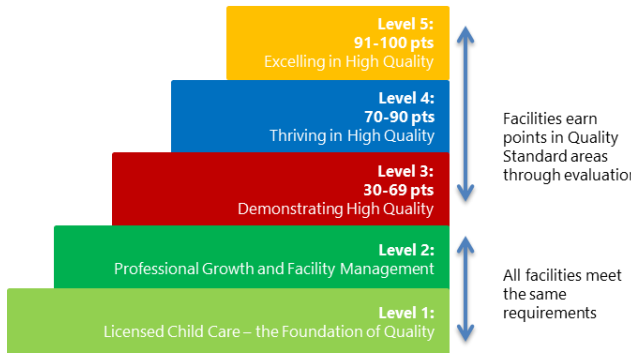 Level 5:
91-100 pts
Excelling in High Quality
Level 4:
70-90 pts
Thriving in High Quality
Level 3:
30-69 pts
Demonstrating High Quality
Level 2:
Professional Growth and Facility Management
Level 1:
Licensed Child Care – the Foundation of Quality
Facilities earn
points in Quality
Standard areas
through evaluation
All facilities meet
the same
requirements